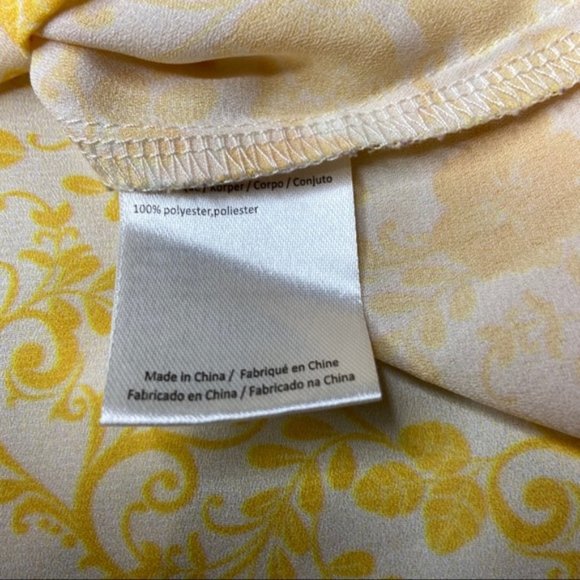 / Körper / Corpo / Conjuto
100% polyester,poliester
Made in China / Fabriqué en Chine
Fabricado en China / Fabricado na China